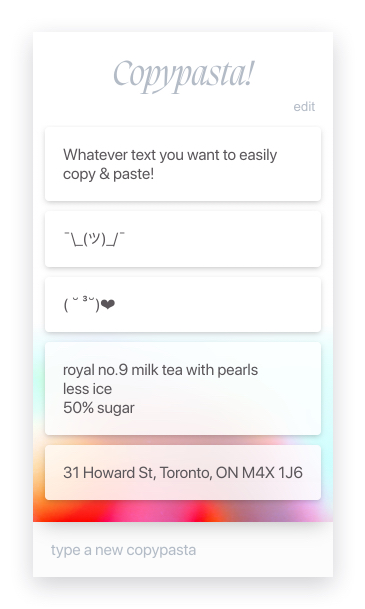 Copypasta!
edit
Whatever text you want to easily
copy & paste!
¯\_(ツ)_/¯
( ˘ ³˘)❤
royal no.9 milk tea with pearls
less ice
50% sugar
31 Howard St, Toronto, ON M4X 1J6
type a new copypasta